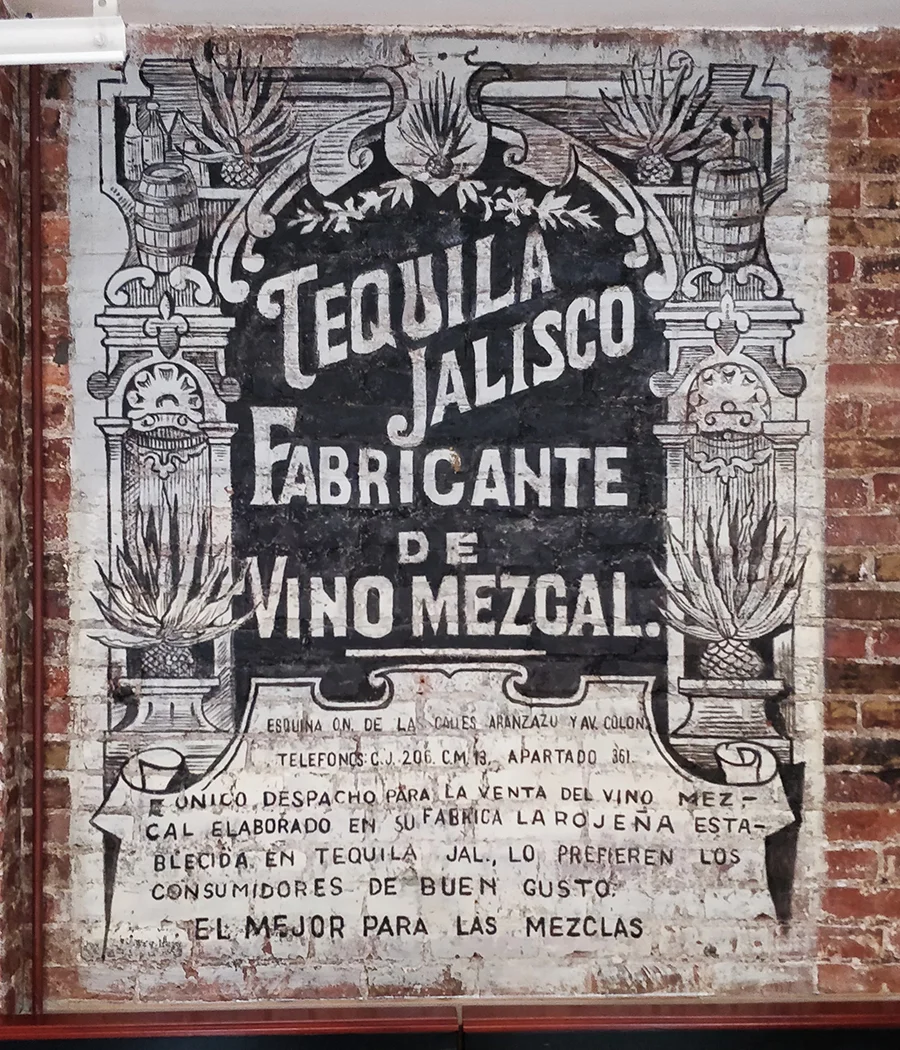 TEQUILA
JALISCO
FABRICANTE
DE
VINO MEZCAL.
ESQUINA O.N. DE LAS CALLES ARANZAZU Y AV. COLON.
TELEFONOS: C.J. 206. C.M. 13, APARTADO 361.
E ÚNICO DESPACHO PARA LA VENTA DEL VINO MEZ-
CAL ELABORADO EN SU FABRICA LA ROJEÑA ESTA-
BLECIDA EN TEQUILA JAL., LO PREFIEREN LOS
CONSUMIDORES DE BUEN GUSTO.
EL MEJOR PARA LAS MEZCLAS